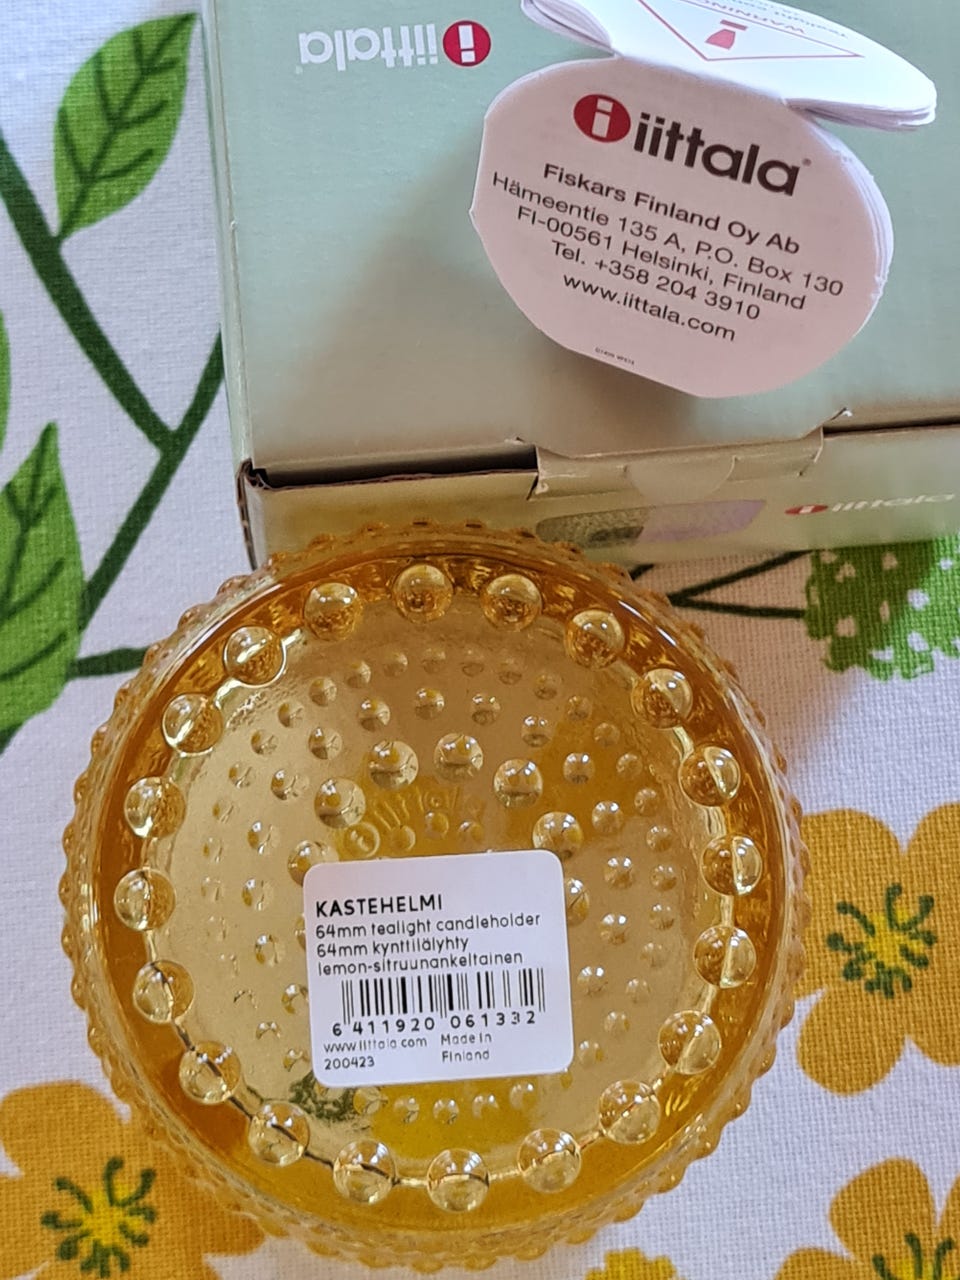 iittala
WARNING
iittala
Fiskars Finland Oy Ab
Hämeentie 135 A, P.O. Box 130
FI-00561 Helsinki, Finland
Tel. +358 204 3910
www.iittala.com
iittala
iittala
KASTEHELMI
64mm tealight candleholder
64mm kynttilälyhty
lemon-sitruunankeltainen
6 411920 061332
www.iittala.com Made in
200423 Finland